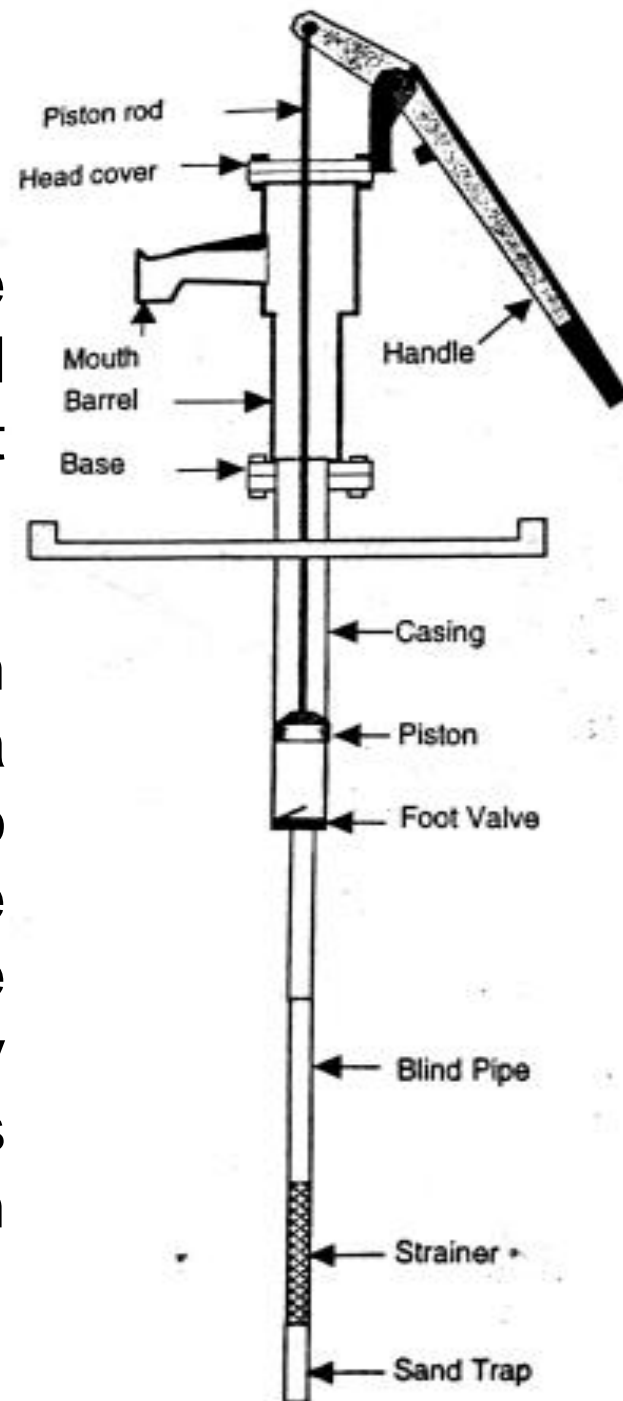 Piston rod
Head cover
Mouth
Handle
Barrel
Base
Casing
Piston
Foot Valve
Blind Pipe
Strainer
Sand Trap